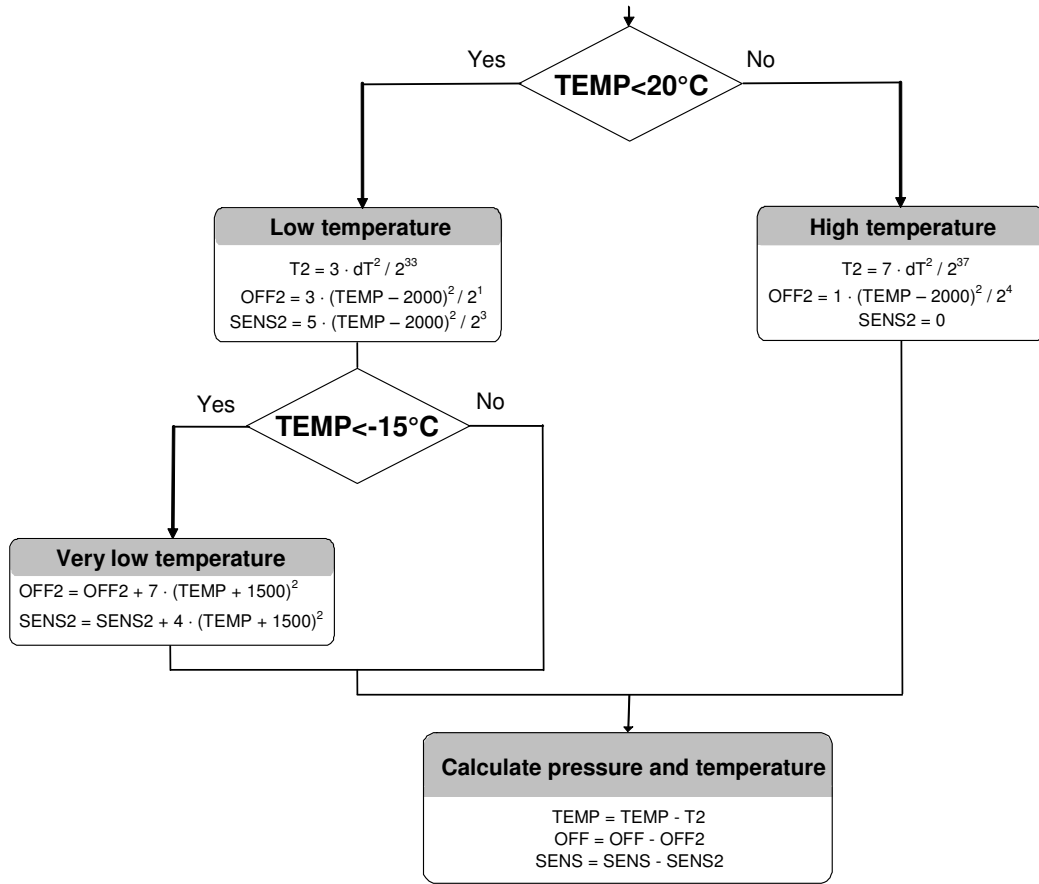 Yes
No
TEMP<20°C
Low temperature
T2 = 3 · dT² / 2³³
OFF2 = 3 · (TEMP – 2000)² / 2¹
SENS2 = 5 · (TEMP – 2000)² / 2³
High temperature
T2 = 7 · dT² / 2³⁷
OFF2 = 1 · (TEMP – 2000)² / 2⁴
SENS2 = 0
Yes
No
TEMP<-15°C
Very low temperature
OFF2 = OFF2 + 7 · (TEMP + 1500)²
SENS2 = SENS2 + 4 · (TEMP + 1500)²
Calculate pressure and temperature
TEMP = TEMP - T2
OFF = OFF - OFF2
SENS = SENS - SENS2